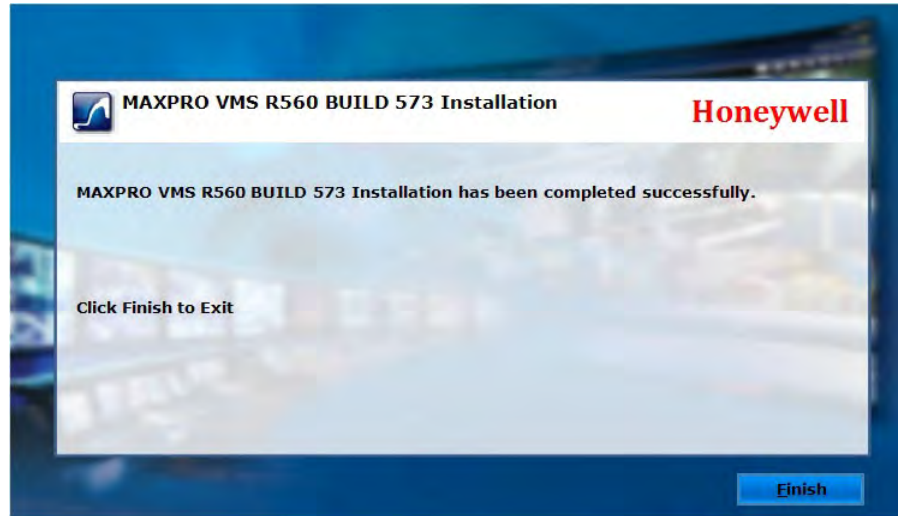 MAXPRO VMS R560 BUILD 573 Installation
Honeywell
MAXPRO VMS R560 BUILD 573 Installation has been completed successfully.
Click Finish to Exit
Finish